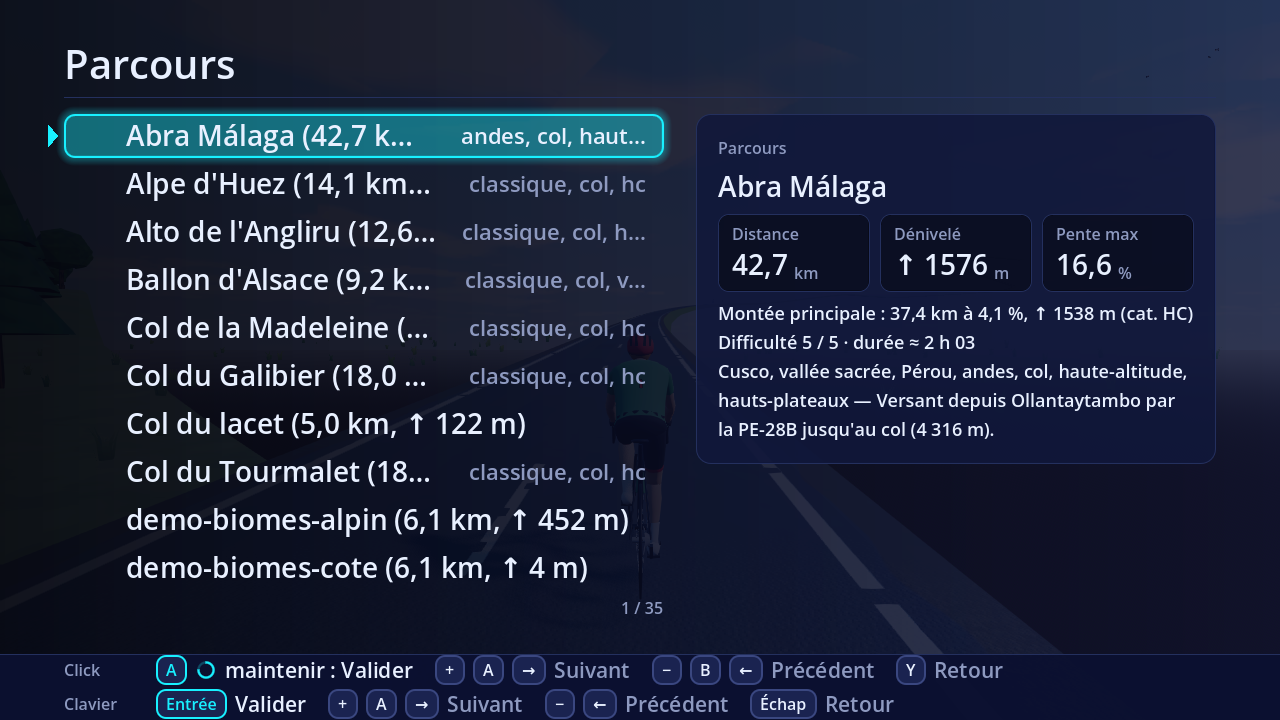 Parcours
Abra Málaga (42,7 k... andes, col, haut...
Alpe d'Huez (14,1 km... classique, col, hc
Alto de l'Angliru (12,6... classique, col, h...
Ballon d'Alsace (9,2 k... classique, col, v...
Col de la Madeleine (... classique, col, hc
Col du Galibier (18,0 ... classique, col, hc
Col du lacet (5,0 km, ↑ 122 m)
Col du Tourmalet (18... classique, col, hc
demo-biomes-alpin (6,1 km, ↑ 452 m)
demo-biomes-cote (6,1 km, ↑ 4 m)
1 / 35
Parcours
Abra Málaga
Distance
42,7 km
Dénivelé
↑ 1576 m
Pente max
16,6 %
Montée principale : 37,4 km à 4,1 %, ↑ 1538 m (cat. HC)
Difficulté 5 / 5 · durée ≈ 2 h 03
Cusco, vallée sacrée, Pérou, andes, col, haute-altitude,
hauts-plateaux — Versant depuis Ollantaytambo par
la PE-28B jusqu'au col (4 316 m).
Click A maintenir : Valider + A → Suivant − B ← Précédent Y Retour
Clavier Entrée Valider + A → Suivant − ← Précédent Échap Retour